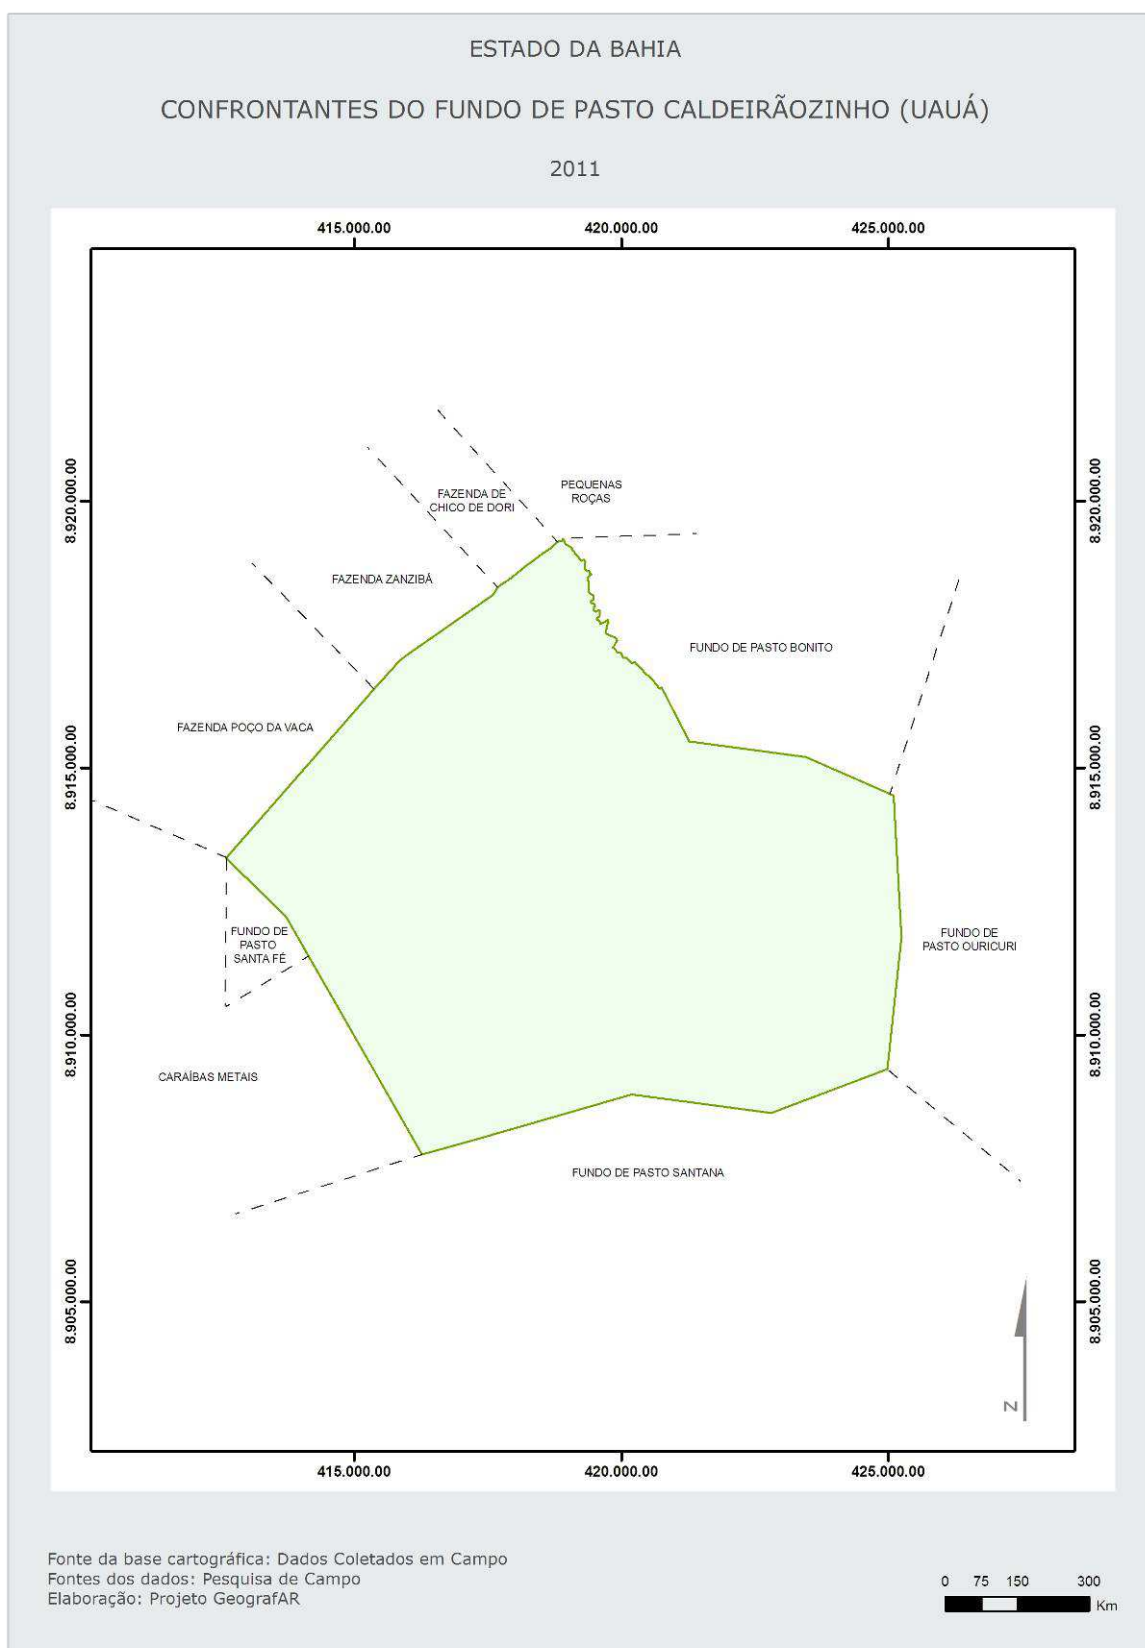 ESTADO DA BAHIA
CONFRONTANTES DO FUNDO DE PASTO CALDEIRÃOZINHO (UAUÁ)
2011
415.000.00 420.000.00 425.000.00
8.920.000.00
8.920.000.00
FAZENDA DE
CHICO DE DORI
PEQUENAS
ROÇAS
FAZENDA ZANZIBÁ
FUNDO DE PASTO BONITO
FAZENDA POÇO DA VACA
8.915.000.00
8.915.000.00
FUNDO DE
PASTO
SANTA FÉ
FUNDO DE
PASTO OURICURI
8.910.000.00
8.910.000.00
CARAÍBAS METAIS
FUNDO DE PASTO SANTANA
8.905.000.00
8.905.000.00
N
415.000.00 420.000.00 425.000.00
Fonte da base cartográfica: Dados Coletados em Campo
Fontes dos dados: Pesquisa de Campo
Elaboração: Projeto GeografAR
0 75 150 300
Km